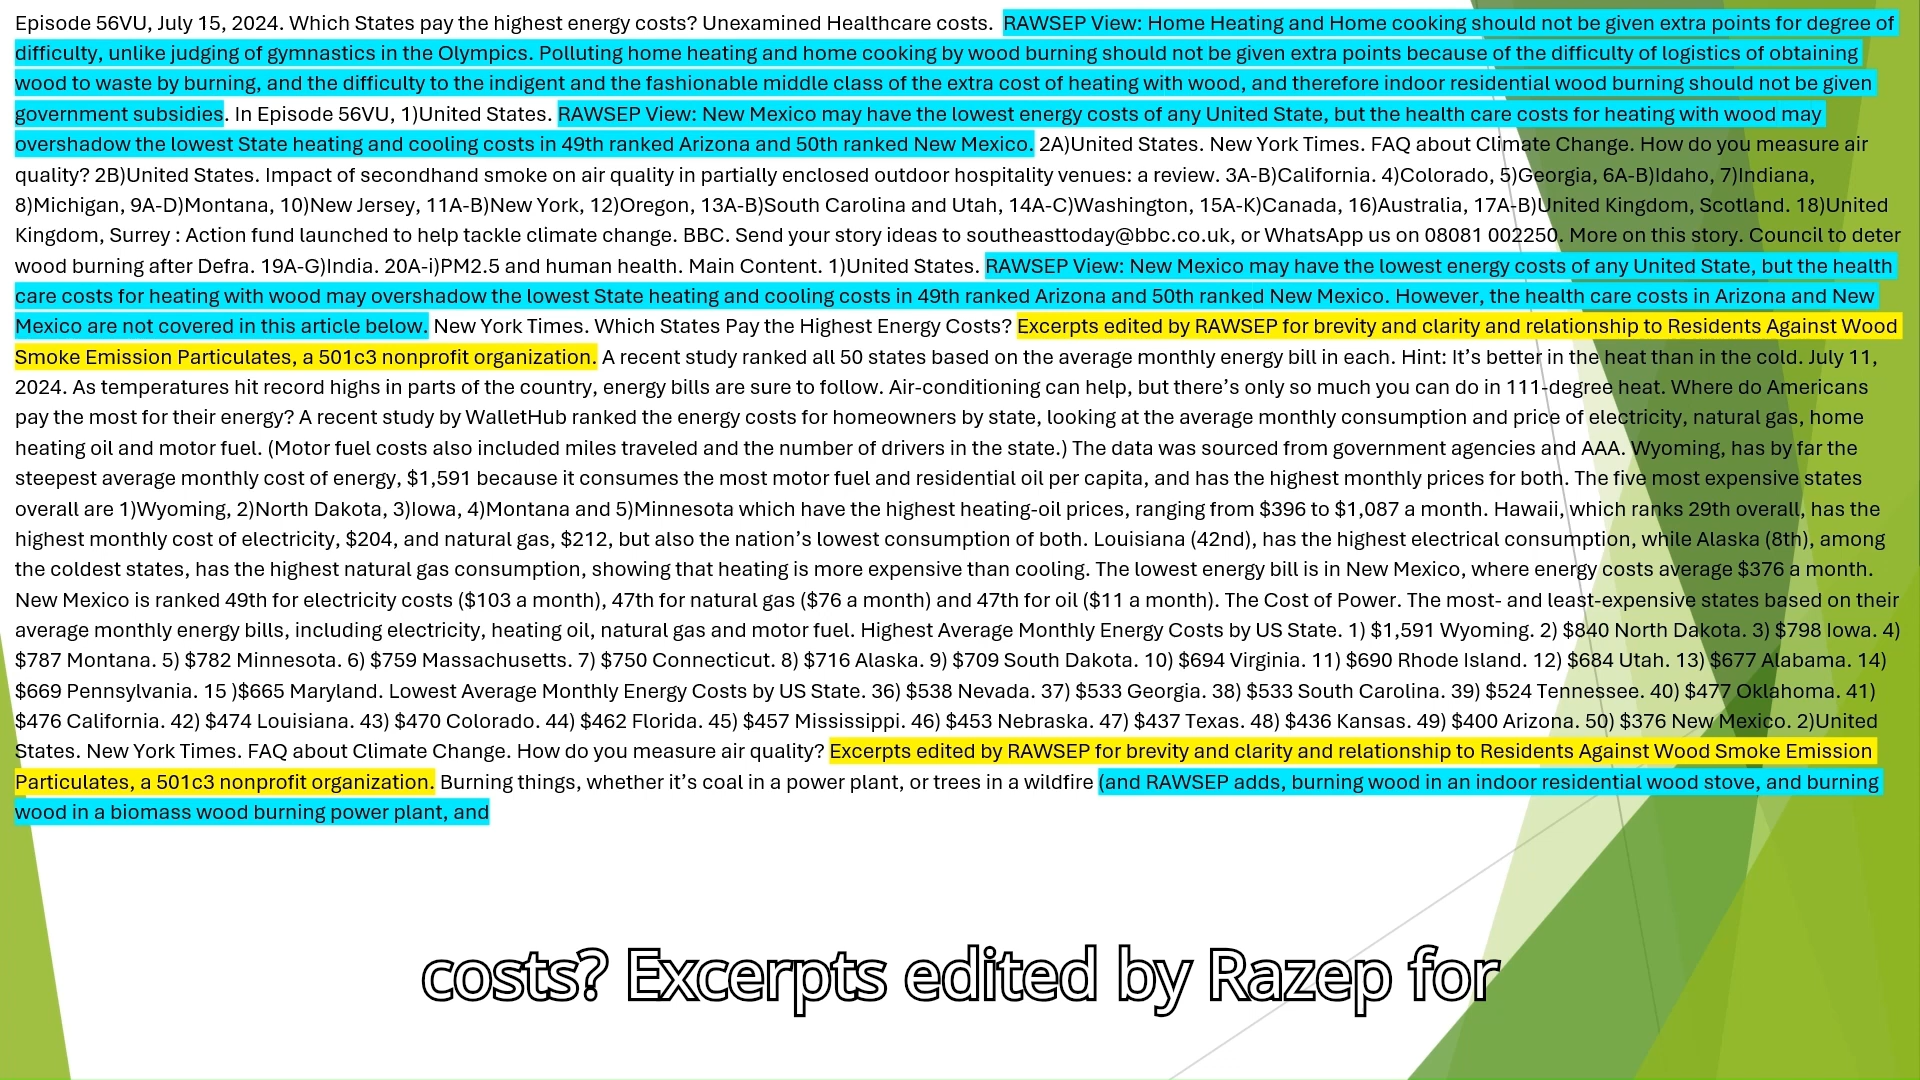 Episode 56VU, July 15, 2024. Which States pay the highest energy costs? Unexamined Healthcare costs. RAWSEP View: Home Heating and Home cooking should not be given extra points for degree of
difficulty, unlike judging of gymnastics in the Olympics. Polluting home heating and home cooking by wood burning should not be given extra points because of the difficulty of logistics of obtaining
wood to waste by burning, and the difficulty to the indigent and the fashionable middle class of the extra cost of heating with wood, and therefore indoor residential wood burning should not be given
government subsidies. In Episode 56VU, 1)United States. RAWSEP View: New Mexico may have the lowest energy costs of any United State, but the health care costs for heating with wood may
overshadow the lowest State heating and cooling costs in 49th ranked Arizona and 50th ranked New Mexico. 2A)United States. New York Times. FAQ about Climate Change. How do you measure air
quality? 2B)United States. Impact of secondhand smoke on air quality in partially enclosed outdoor hospitality venues: a review. 3A-B)California. 4)Colorado, 5)Georgia, 6A-B)Idaho, 7)Indiana,
8)Michigan, 9A-D)Montana, 10)New Jersey, 11A-B)New York, 12)Oregon, 13A-B)South Carolina and Utah, 14A-C)Washington, 15A-K)Canada, 16)Australia, 17A-B)United Kingdom, Scotland. 18)United
Kingdom, Surrey : Action fund launched to help tackle climate change. BBC. Send your story ideas to southeasttoday@bbc.co.uk, or WhatsApp us on 08081 002250. More on this story. Council to deter
wood burning after Defra. 19A-G)India. 20A-i)PM2.5 and human health. Main Content. 1)United States. RAWSEP View: New Mexico may have the lowest energy costs of any United State, but the health
care costs for heating with wood may overshadow the lowest State heating and cooling costs in 49th ranked Arizona and 50th ranked New Mexico. However, the health care costs in Arizona and New
Mexico are not covered in this article below. New York Times. Which States Pay the Highest Energy Costs? Excerpts edited by RAWSEP for brevity and clarity and relationship to Residents Against Wood
Smoke Emission Particulates, a 501c3 nonprofit organization. A recent study ranked all 50 states based on the average monthly energy bill in each. Hint: It’s better in the heat than in the cold. July 11,
2024. As temperatures hit record highs in parts of the country, energy bills are sure to follow. Air-conditioning can help, but there’s only so much you can do in 111-degree heat. Where do Americans
pay the most for their energy? A recent study by WalletHub ranked the energy costs for homeowners by state, looking at the average monthly consumption and price of electricity, natural gas, home
heating oil and motor fuel. (Motor fuel costs also included miles traveled and the number of drivers in the state.) The data was sourced from government agencies and AAA. Wyoming, has by far the
steepest average monthly cost of energy, $1,591 because it consumes the most motor fuel and residential oil per capita, and has the highest monthly prices for both. The five most expensive states
overall are 1)Wyoming, 2)North Dakota, 3)Iowa, 4)Montana and 5)Minnesota which have the highest heating-oil prices, ranging from $396 to $1,087 a month. Hawaii, which ranks 29th overall, has the
highest monthly cost of electricity, $204, and natural gas, $212, but also the nation’s lowest consumption of both. Louisiana (42nd), has the highest electrical consumption, while Alaska (8th), among
the coldest states, has the highest natural gas consumption, showing that heating is more expensive than cooling. The lowest energy bill is in New Mexico, where energy costs average $376 a month.
New Mexico is ranked 49th for electricity costs ($103 a month), 47th for natural gas ($76 a month) and 47th for oil ($11 a month). The Cost of Power. The most- and least-expensive states based on their
average monthly energy bills, including electricity, heating oil, natural gas and motor fuel. Highest Average Monthly Energy Costs by US State. 1) $1,591 Wyoming. 2) $840 North Dakota. 3) $798 Iowa. 4)
$787 Montana. 5) $782 Minnesota. 6) $759 Massachusetts. 7) $750 Connecticut. 8) $716 Alaska. 9) $709 South Dakota. 10) $694 Virginia. 11) $690 Rhode Island. 12) $684 Utah. 13) $677 Alabama. 14)
$669 Pennsylvania. 15 )$665 Maryland. Lowest Average Monthly Energy Costs by US State. 36) $538 Nevada. 37) $533 Georgia. 38) $533 South Carolina. 39) $524 Tennessee. 40) $477 Oklahoma. 41)
$476 California. 42) $474 Louisiana. 43) $470 Colorado. 44) $462 Florida. 45) $457 Mississippi. 46) $453 Nebraska. 47) $437 Texas. 48) $436 Kansas. 49) $400 Arizona. 50) $376 New Mexico. 2)United
States. New York Times. FAQ about Climate Change. How do you measure air quality? Excerpts edited by RAWSEP for brevity and clarity and relationship to Residents Against Wood Smoke Emission
Particulates, a 501c3 nonprofit organization. Burning things, whether it’s coal in a power plant, or trees in a wildfire (and RAWSEP adds, burning wood in an indoor residential wood stove, and burning
wood in a biomass wood burning power plant, and
costs? Excerpts edited by Razep for